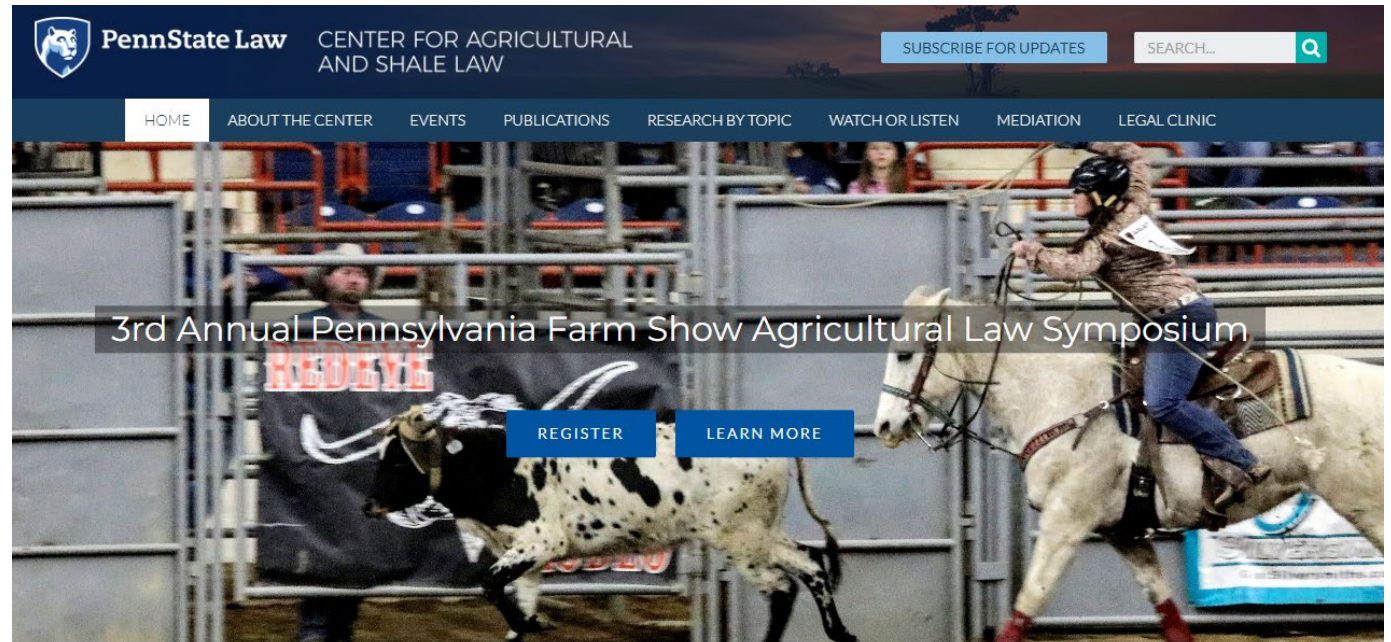 PennState Law
CENTER FOR AGRICULTURAL
AND SHALE LAW
SUBSCRIBE FOR UPDATES
SEARCH...
HOME
ABOUT THE CENTER
EVENTS
PUBLICATIONS
RESEARCH BY TOPIC
WATCH OR LISTEN
MEDIATION
LEGAL CLINIC
3rd Annual Pennsylvania Farm Show Agricultural Law Symposium
REDEYE
REGISTER
LEARN MORE